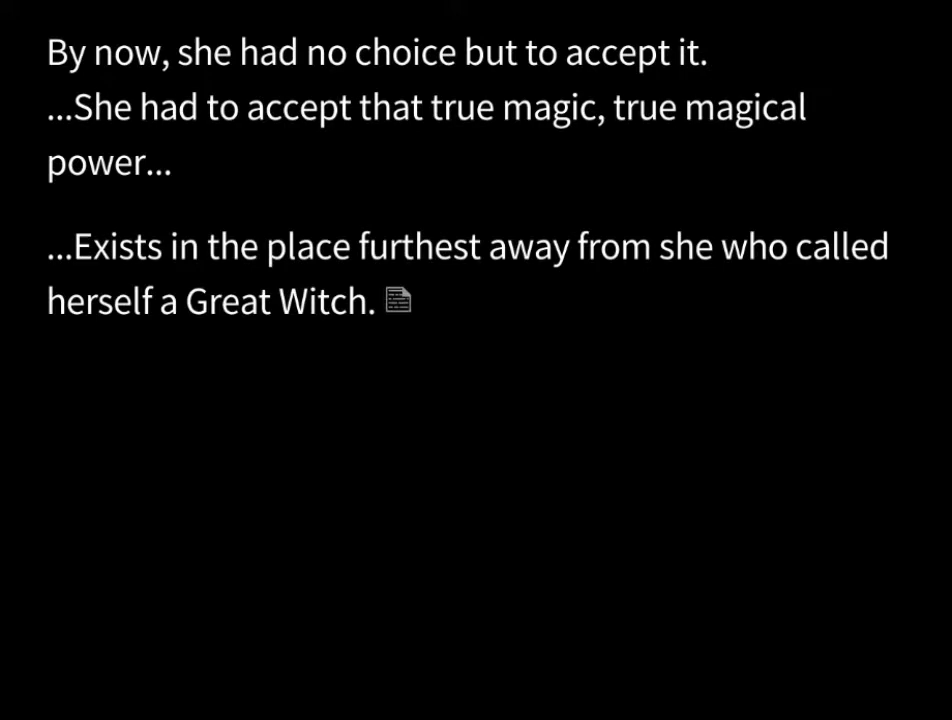 By now, she had no choice but to accept it.
...She had to accept that true magic, true magical
power...
...Exists in the place furthest away from she who called
herself a Great Witch.